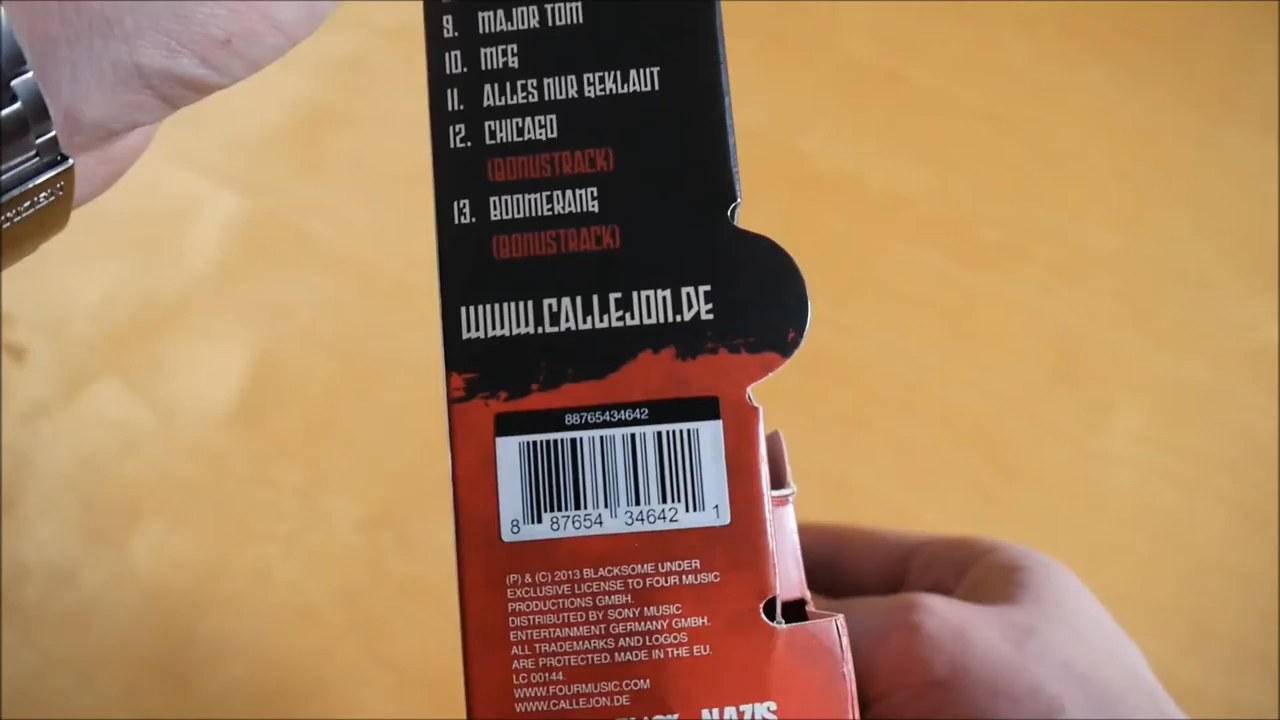 9. MAJOR TOM
10. MFG
11. ALLES NUR GEKLAUT
12. CHICAGO
(BONUSTRACK)
13. BOOMERANG
(BONUSTRACK)
WWW.CALLEJON.DE
88765434642
8 87654 34642 1
(P) & (C) 2013 BLACKSOME UNDER
EXCLUSIVE LICENSE TO FOUR MUSIC
PRODUCTIONS GMBH.
DISTRIBUTED BY SONY MUSIC
ENTERTAINMENT GERMANY GMBH.
ALL TRADEMARKS AND LOGOS
ARE PROTECTED. MADE IN THE EU.
LC 00144.
WWW.FOURMUSIC.COM
WWW.CALLEJON.DE
NAZIS